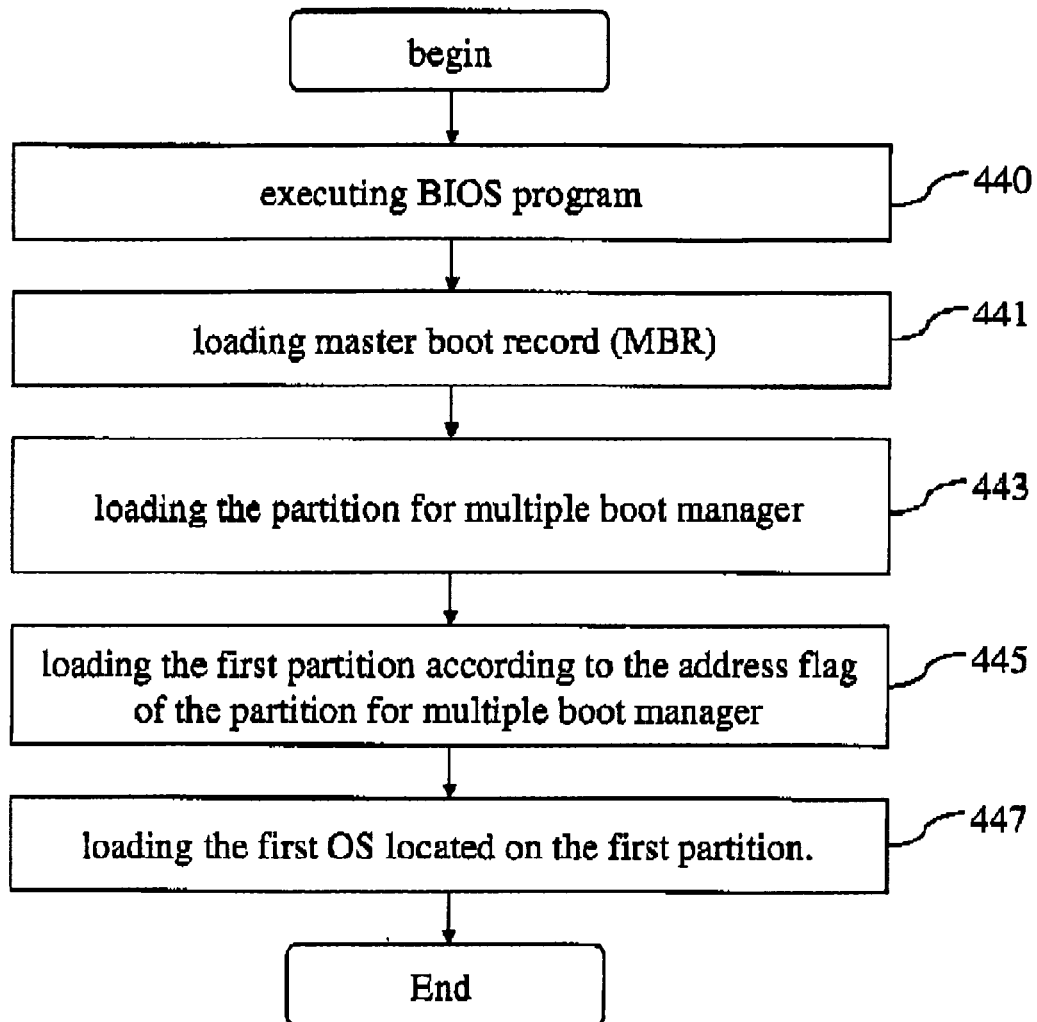 begin
executing BIOS program
440
loading master boot record (MBR)
441
loading the partition for multiple boot manager
443
loading the first partition according to the address flag
of the partition for multiple boot manager
445
loading the first OS located on the first partition.
447
End